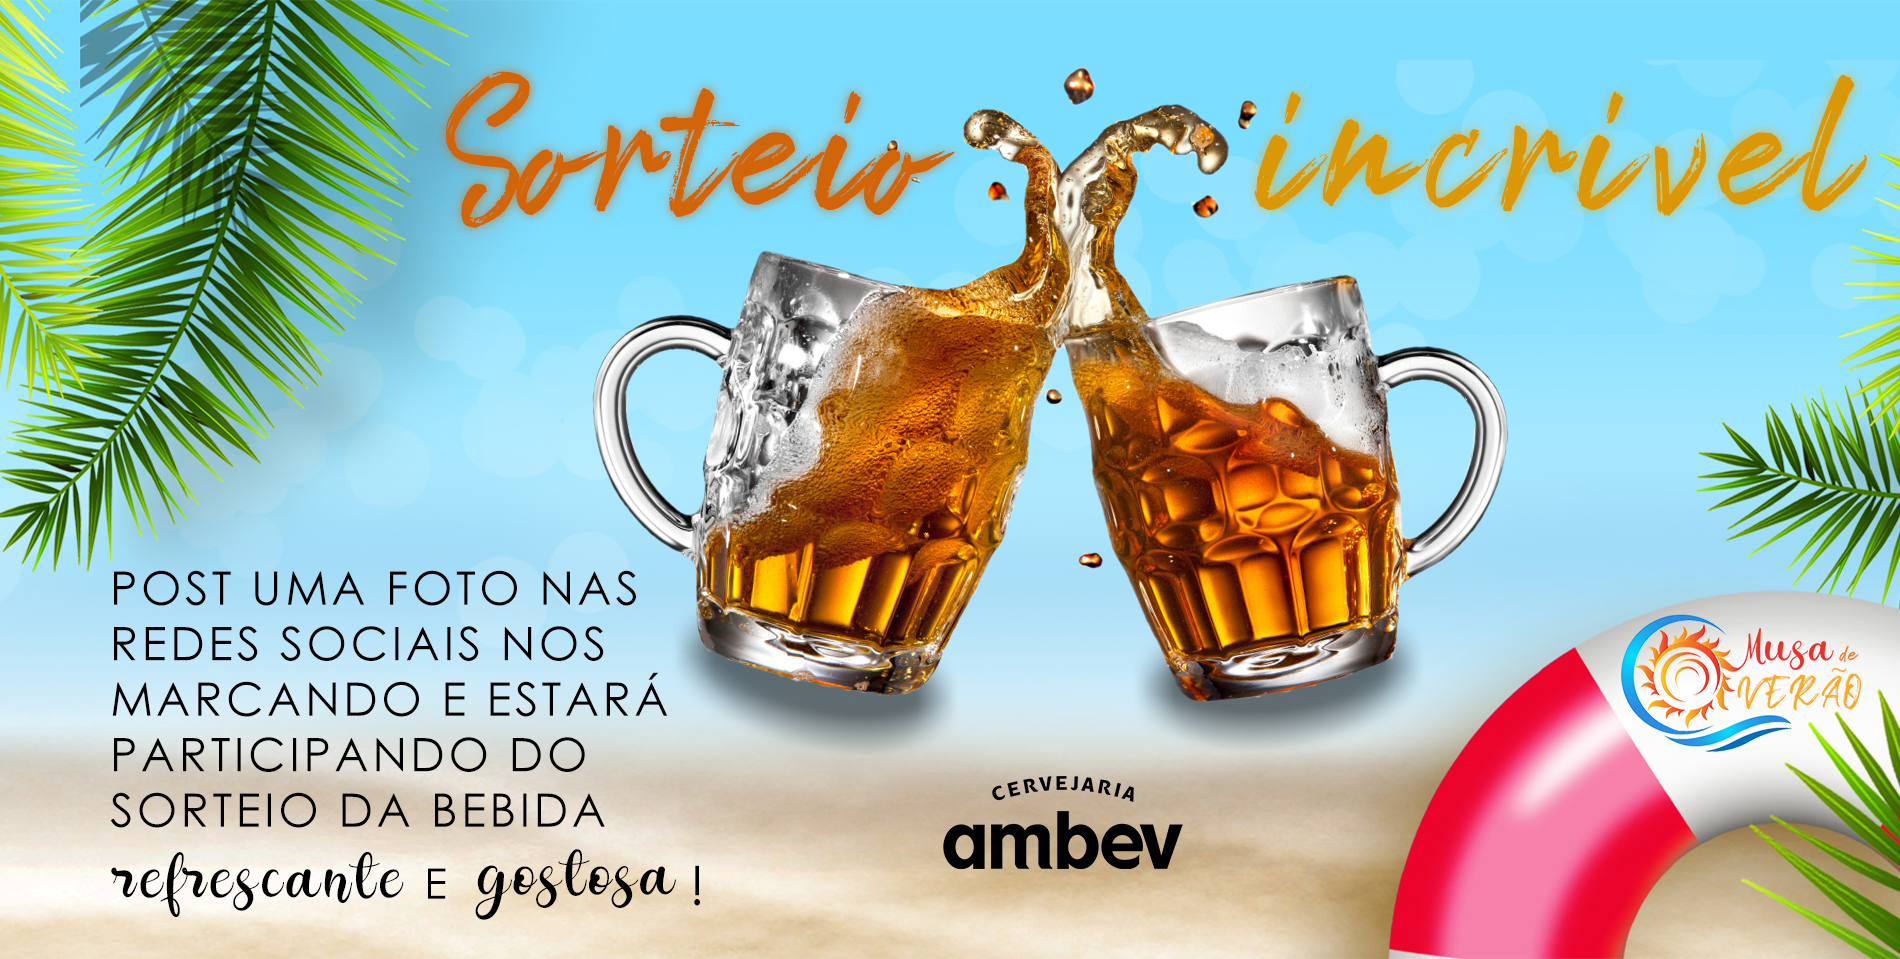 Sorteio incrivel
POST UMA FOTO NAS
REDES SOCIAIS NOS
MARCANDO E ESTARÁ
PARTICIPANDO DO
SORTEIO DA BEBIDA
refrescante E gostosa !
CERVEJARIA
ambev
Musa de
VERÃO